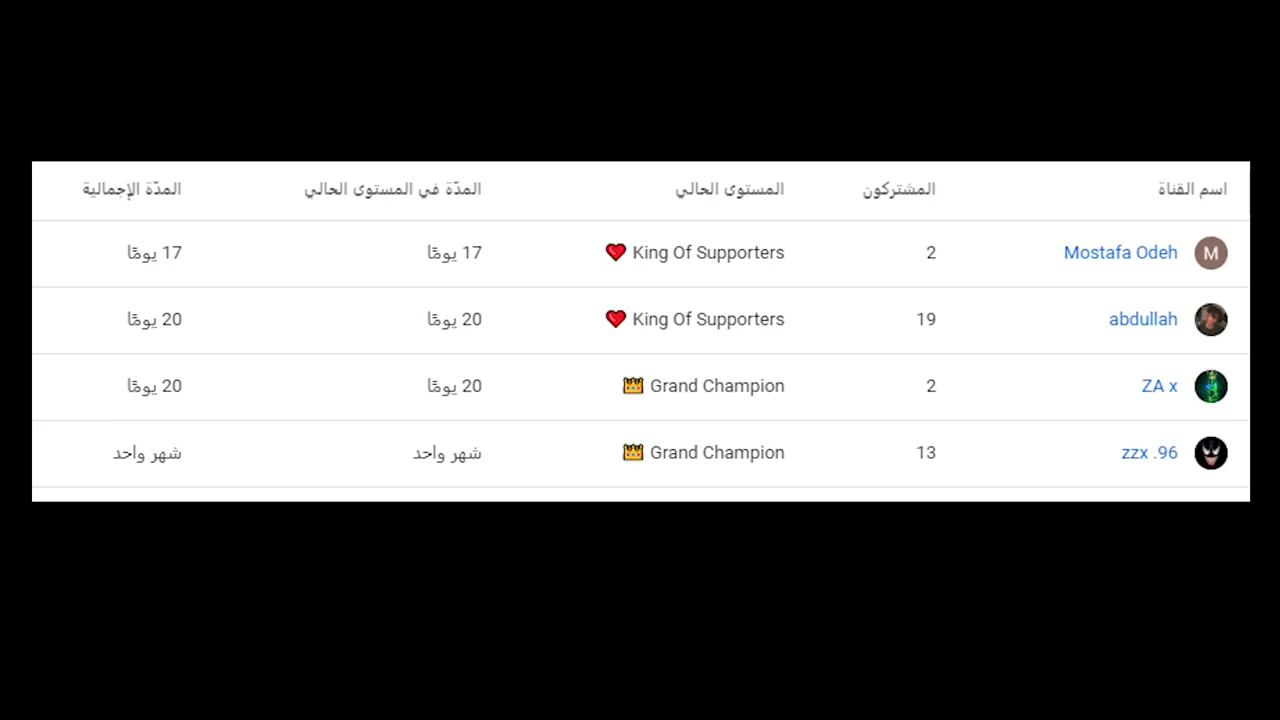 اسم القناة المشتركون المستوى الحالي المدّة في المستوى الحالي المدّة الإجمالية
M Mostafa Odeh 2 King Of Supporters ❤️ 17 يومًا 17 يومًا
abdullah 19 King Of Supporters ❤️ 20 يومًا 20 يومًا
ZA x 2 Grand Champion 👑 20 يومًا 20 يومًا
zzx .96 13 Grand Champion 👑 شهر واحد شهر واحد